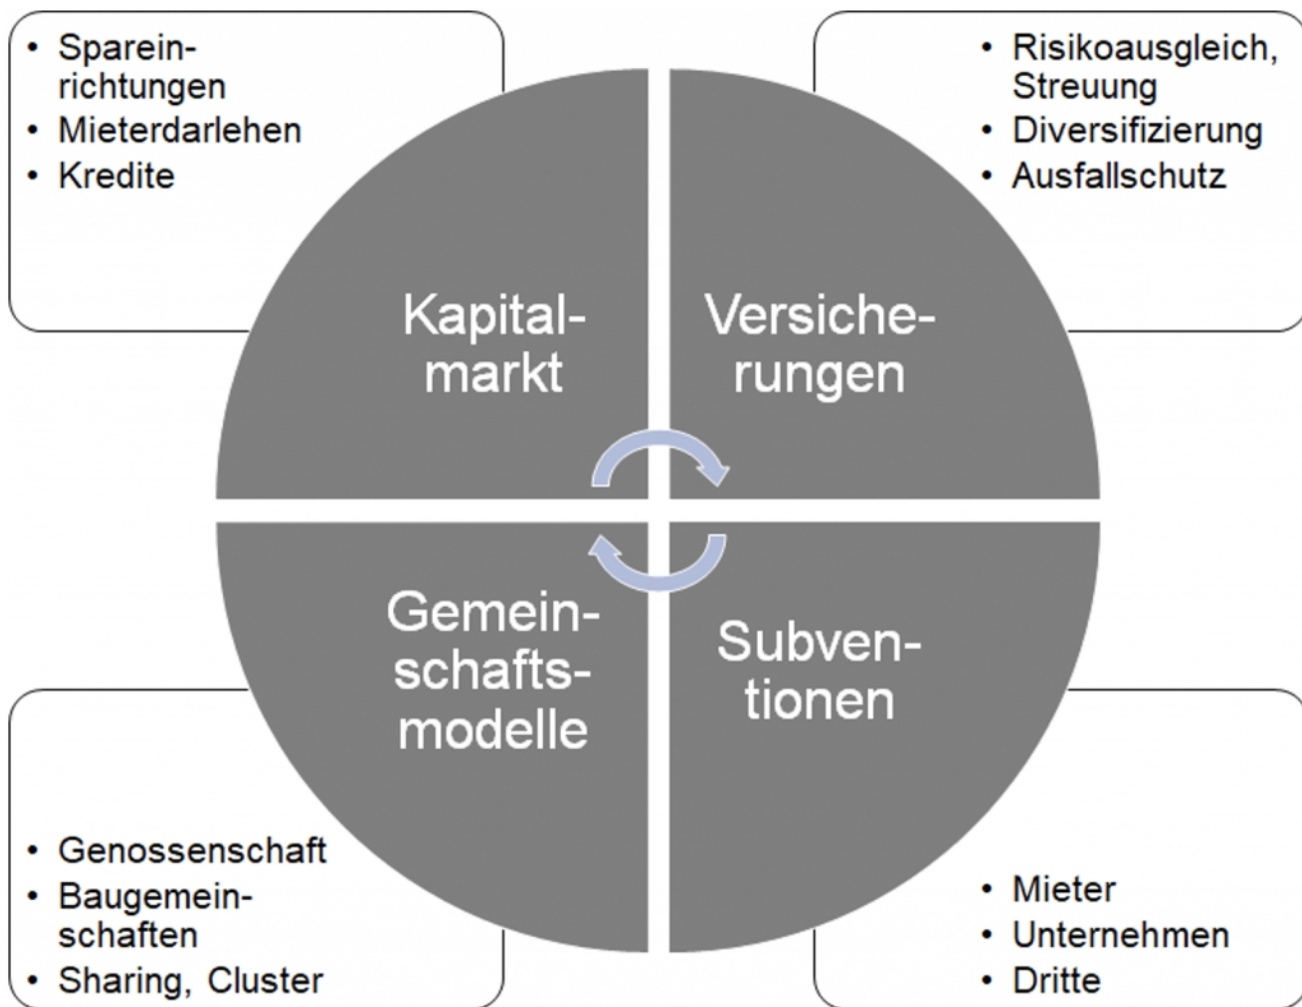 • Sparein-
richtungen
• Mieterdarlehen
• Kredite
• Risikoausgleich,
Streuung
• Diversifizierung
• Ausfallschutz
Kapital-
markt
Versiche-
rungen
Gemein-
schafts-
modelle
Subven-
tionen
• Genossenschaft
• Baugemein-
schaften
• Sharing, Cluster
• Mieter
• Unternehmen
• Dritte